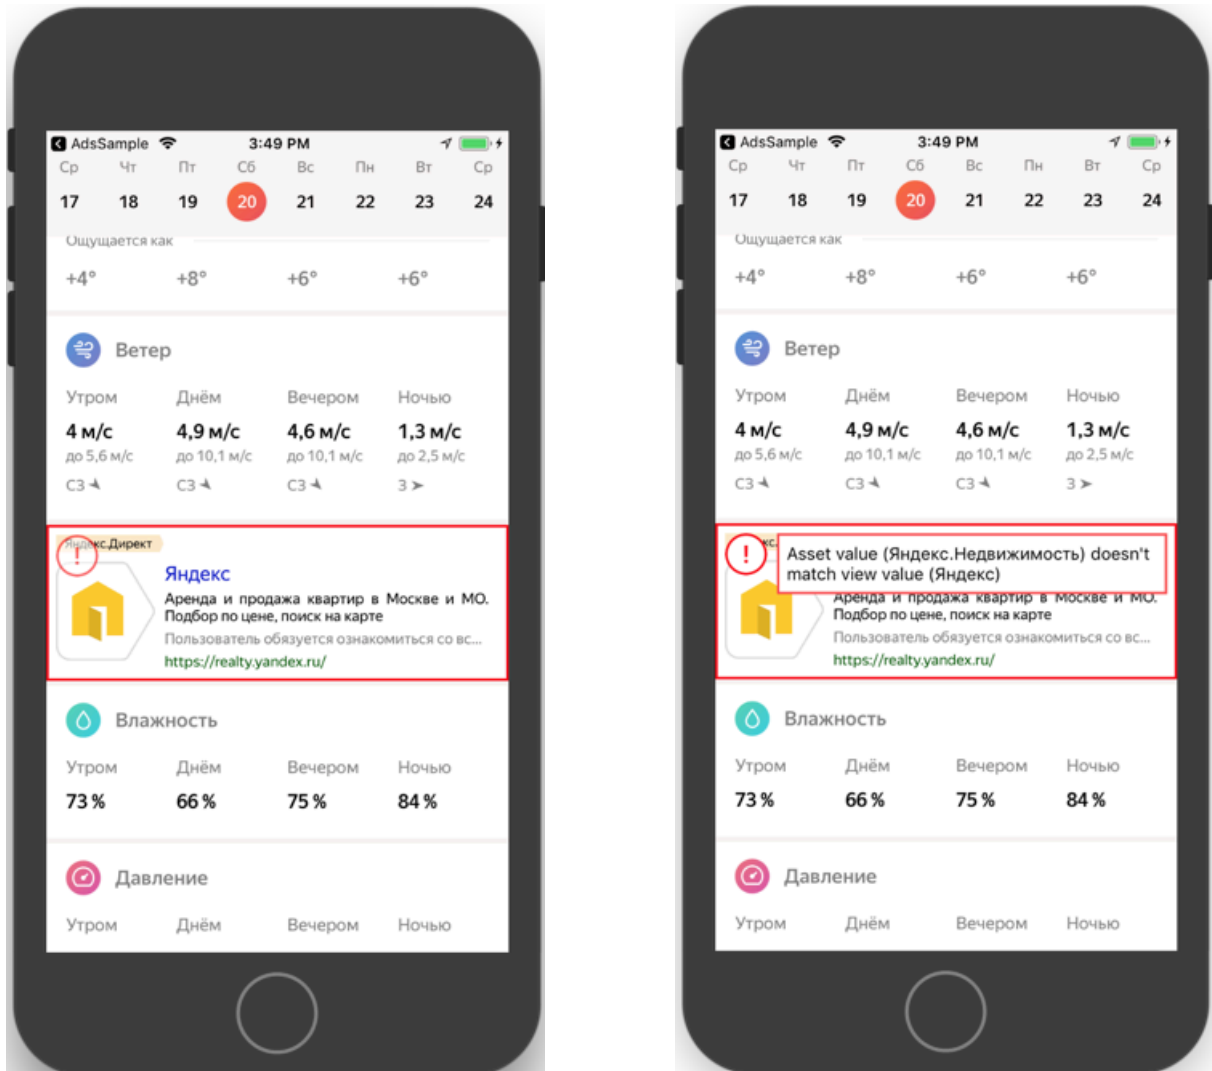 AdsSample 3:49 PM
Ср Чт Пт Сб Вс Пн Вт Ср
17 18 19 20 21 22 23 24
Ощущается как
+4° +8° +6° +6°
Ветер
Утром Днём Вечером Ночью
4 м/с 4,9 м/с 4,6 м/с 1,3 м/с
до 5,6 м/с до 10,1 м/с до 10,1 м/с до 2,5 м/с
СЗ СЗ СЗ З
Яндекс.Директ
!
Яндекс
Аренда и продажа квартир в Москве и МО.
Подбор по цене, поиск на карте
Пользователь обязуется ознакомиться со вс...
https://realty.yandex.ru/
Влажность
Утром Днём Вечером Ночью
73 % 66 % 75 % 84 %
Давление
Утром Днём Вечером Ночью
AdsSample 3:49 PM
Ср Чт Пт Сб Вс Пн Вт Ср
17 18 19 20 21 22 23 24
Ощущается как
+4° +8° +6° +6°
Ветер
Утром Днём Вечером Ночью
4 м/с 4,9 м/с 4,6 м/с 1,3 м/с
до 5,6 м/с до 10,1 м/с до 10,1 м/с до 2,5 м/с
СЗ СЗ СЗ З
!
Asset value (Яндекс.Недвижимость) doesn't
match view value (Яндекс)
Аренда и продажа квартир в Москве и МО.
Подбор по цене, поиск на карте
Пользователь обязуется ознакомиться со вс...
https://realty.yandex.ru/
Влажность
Утром Днём Вечером Ночью
73 % 66 % 75 % 84 %
Давление
Утром Днём Вечером Ночью